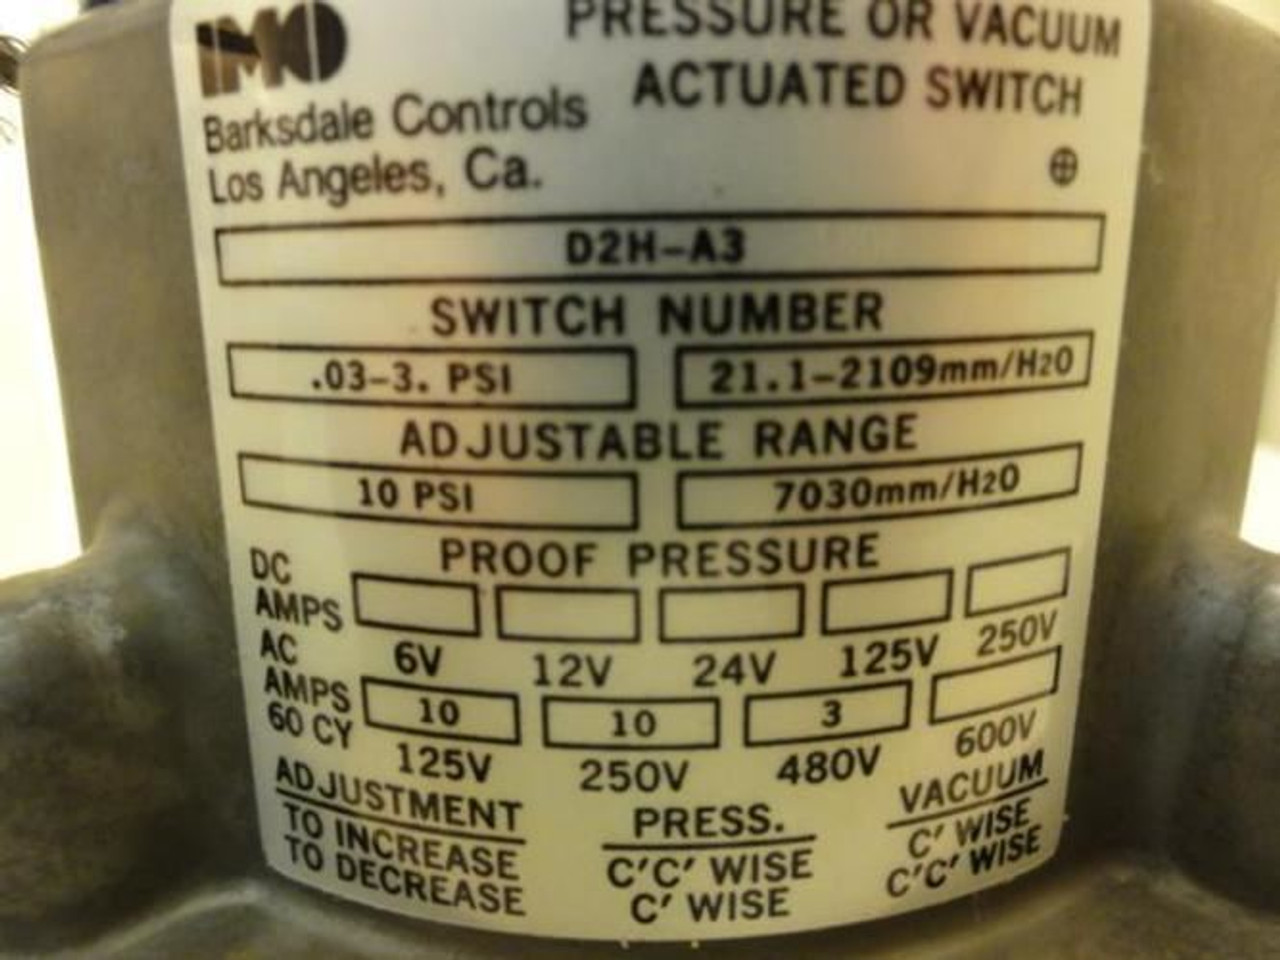 IMO
PRESSURE OR VACUUM
ACTUATED SWITCH
Barksdale Controls
Los Angeles, Ca.
D2H-A3
SWITCH NUMBER
.03-3. PSI 21.1-2109mm/H2O
ADJUSTABLE RANGE
10 PSI 7030mm/H2O
PROOF PRESSURE
DC
AMPS
6V 12V 24V 125V 250V
AC
AMPS 10 10 3
60 CY 125V 250V 480V 600V
ADJUSTMENT PRESS. VACUUM
TO INCREASE C'C' WISE C' WISE
TO DECREASE C' WISE C'C' WISE